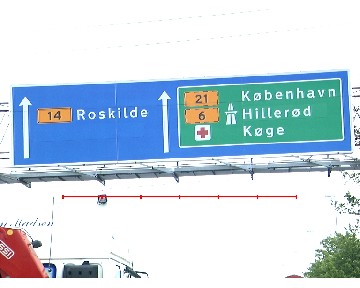 14 Roskilde
21 København
6 Hillerød
Køge